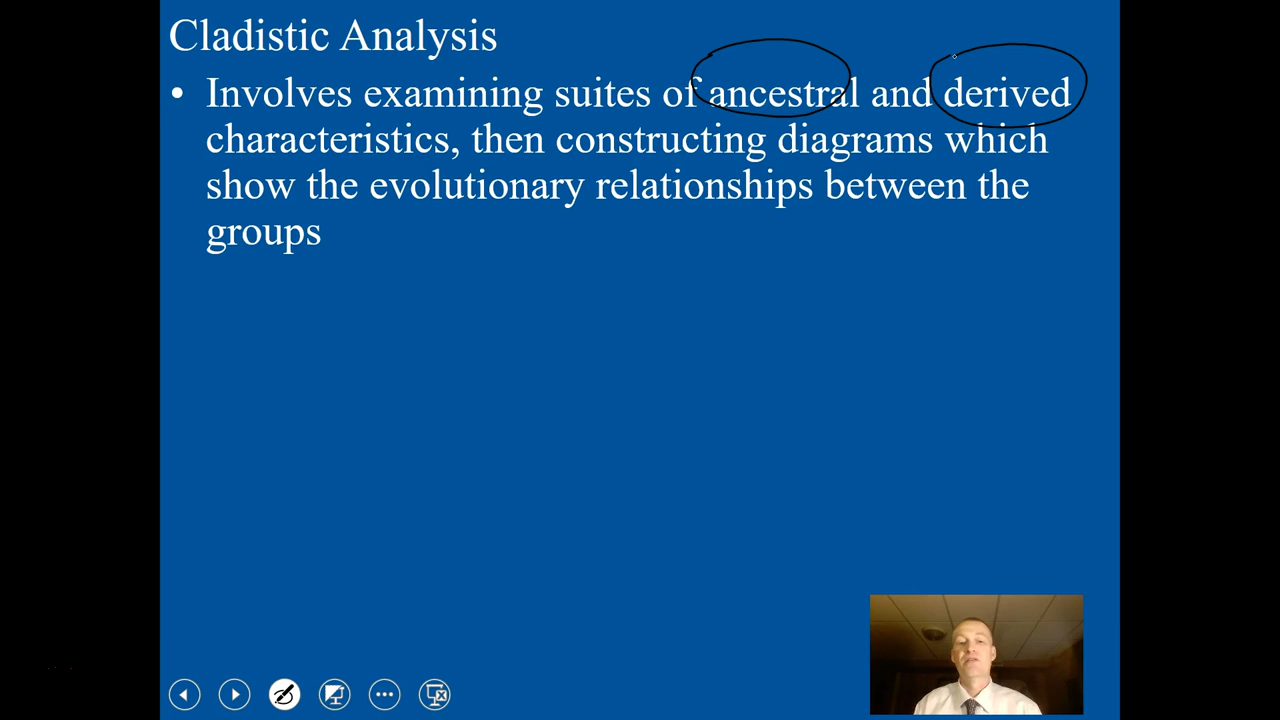 Cladistic Analysis
• Involves examining suites of ancestral and derived
characteristics, then constructing diagrams which
show the evolutionary relationships between the
groups